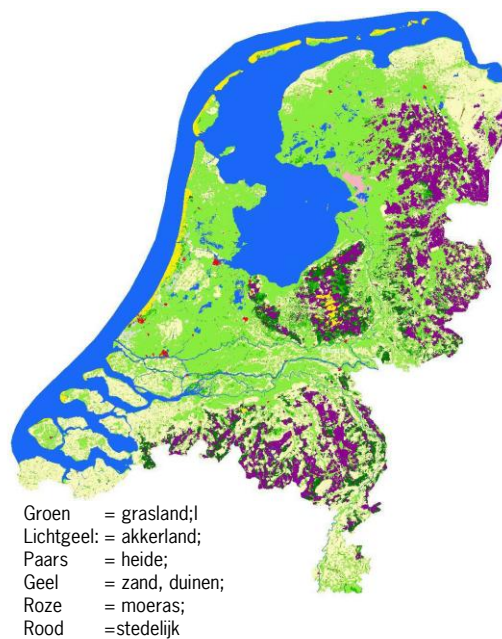 Groen = grasland;l
Lichtgeel: = akkerland;
Paars = heide;
Geel = zand, duinen;
Roze = moeras;
Rood =stedelijk